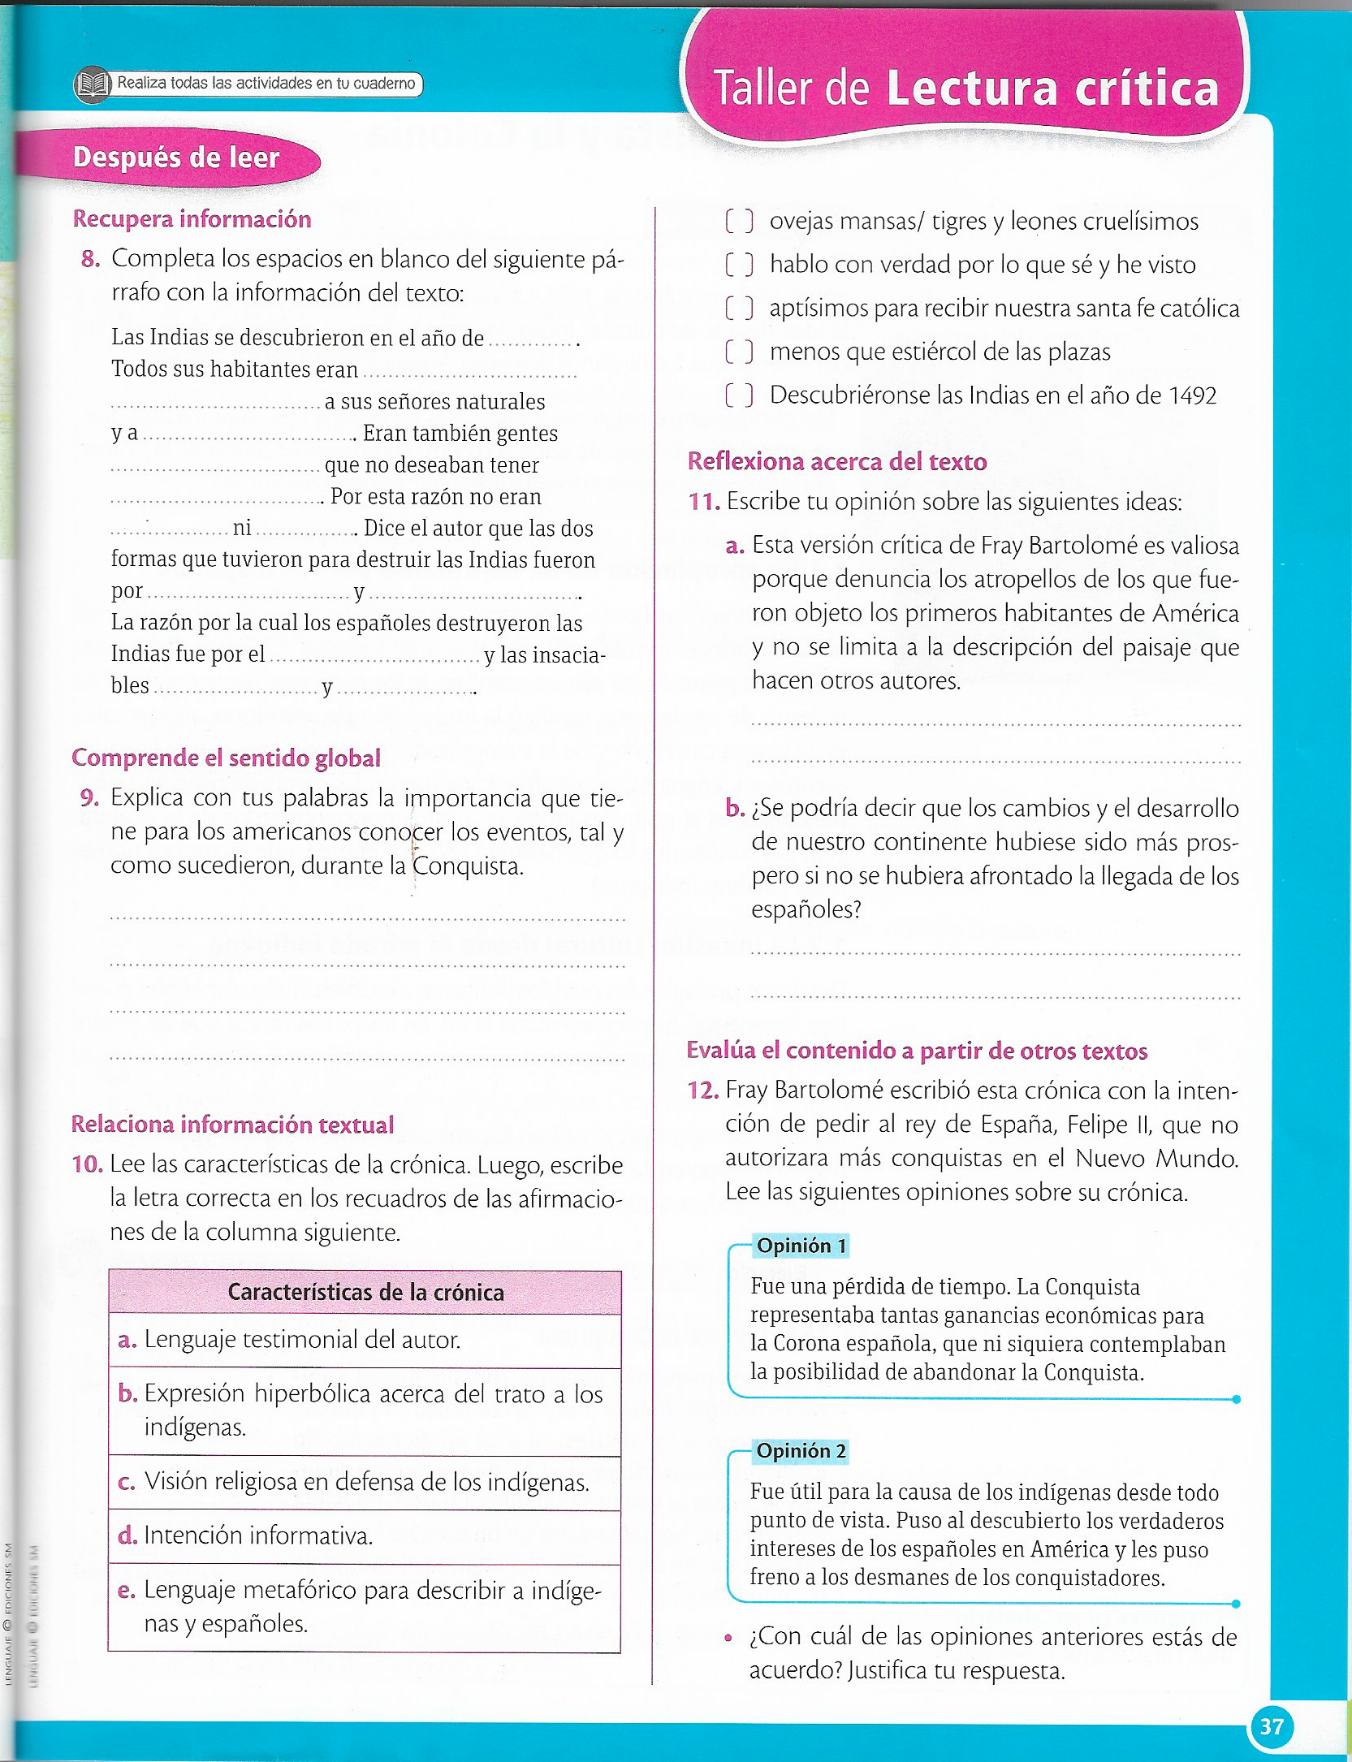 Realiza todas las actividades en tu cuaderno
Taller de Lectura crítica
Después de leer
Recupera información
8. Completa los espacios en blanco del siguiente pá-
rrafo con la información del texto:
Las Indias se descubrieron en el año de ............. .
Todos sus habitantes eran ..............................
.............................. a sus señores naturales
y a .............................. . Eran también gentes
.............................. que no deseaban tener
.............................. . Por esta razón no eran
................. ni ............... . Dice el autor que las dos
formas que tuvieron para destruir las Indias fueron
por .............................. y .............................. .
La razón por la cual los españoles destruyeron las
Indias fue por el .............................. y las insacia-
bles ......................... y ..................... .
Comprende el sentido global
9. Explica con tus palabras la importancia que tie-
ne para los americanos conocer los eventos, tal y
como sucedieron, durante la Conquista.
Relaciona información textual
10. Lee las características de la crónica. Luego, escribe
la letra correcta en los recuadros de las afirmacio-
nes de la columna siguiente.
Características de la crónica
a. Lenguaje testimonial del autor.
b. Expresión hiperbólica acerca del trato a los
indígenas.
c. Visión religiosa en defensa de los indígenas.
d. Intención informativa.
e. Lenguaje metafórico para describir a indíge-
nas y españoles.
[ ] ovejas mansas/ tigres y leones cruelísimos
[ ] hablo con verdad por lo que sé y he visto
[ ] aptísimos para recibir nuestra santa fe católica
[ ] menos que estiércol de las plazas
[ ] Descubriéronse las Indias en el año de 1492
Reflexiona acerca del texto
11. Escribe tu opinión sobre las siguientes ideas:
a. Esta versión crítica de Fray Bartolomé es valiosa
porque denuncia los atropellos de los que fue-
ron objeto los primeros habitantes de América
y no se limita a la descripción del paisaje que
hacen otros autores.
b. ¿Se podría decir que los cambios y el desarrollo
de nuestro continente hubiese sido más prós-
pero si no se hubiera afrontado la llegada de los
españoles?
Evalúa el contenido a partir de otros textos
12. Fray Bartolomé escribió esta crónica con la inten-
ción de pedir al rey de España, Felipe II, que no
autorizara más conquistas en el Nuevo Mundo.
Lee las siguientes opiniones sobre su crónica.
Opinión 1
Fue una pérdida de tiempo. La Conquista
representaba tantas ganancias económicas para
la Corona española, que ni siquiera contemplaban
la posibilidad de abandonar la Conquista.
Opinión 2
Fue útil para la causa de los indígenas desde todo
punto de vista. Puso al descubierto los verdaderos
intereses de los españoles en América y les puso
freno a los desmanes de los conquistadores.
• ¿Con cuál de las opiniones anteriores estás de
acuerdo? Justifica tu respuesta.
LENGUAJE © EDICIONES SM
LENGUAJE © EDICIONES SM
37